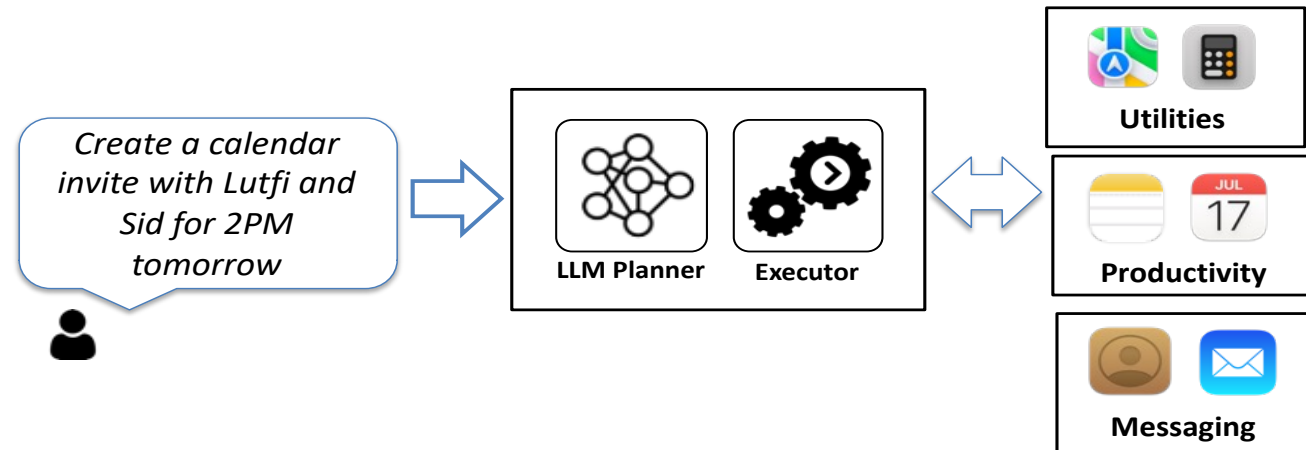 Create a calendar
invite with Lutfi and
Sid for 2PM
tomorrow
LLM Planner
Executor
Utilities
JUL
17
Productivity
Messaging